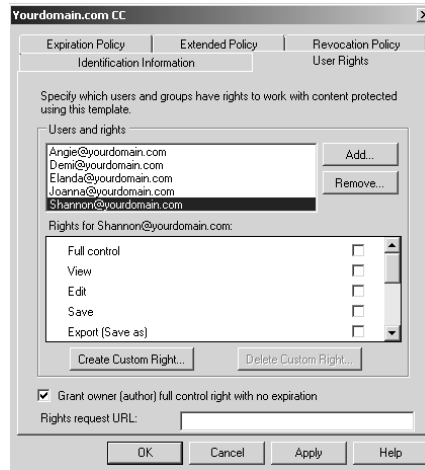 Yourdomain.com CC
Expiration Policy Extended Policy Revocation Policy
Identification Information User Rights
Specify which users and groups have rights to work with content protected
using this template.
Users and rights
Angie@yourdomain.com
Demi@yourdomain.com
Elanda@yourdomain.com
Joanna@yourdomain.com
Shannon@yourdomain.com
Add...
Remove...
Rights for Shannon@yourdomain.com:
Full control
View
Edit
Save
Export (Save as)
Create Custom Right... Delete Custom Right...
Grant owner (author) full control right with no expiration
Rights request URL:
OK Cancel Apply Help